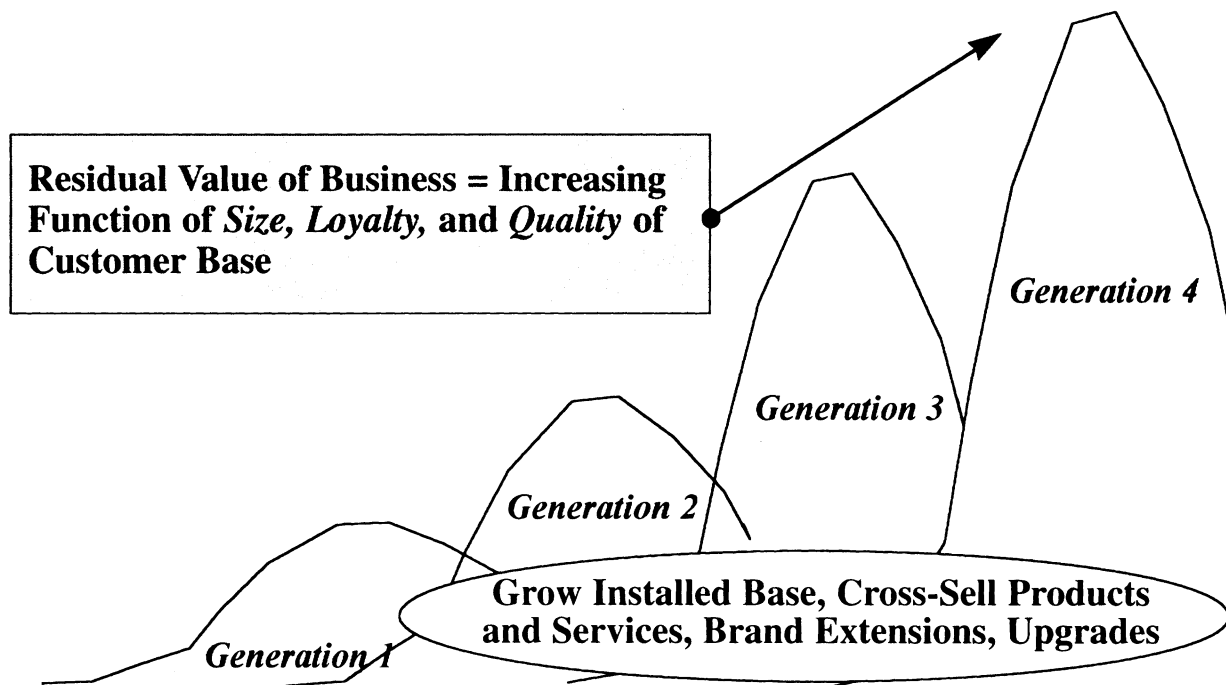 Residual Value of Business = Increasing
Function of Size, Loyalty, and Quality of
Customer Base
Generation 4
Generation 3
Generation 2
Grow Installed Base, Cross-Sell Products
and Services, Brand Extensions, Upgrades
Generation 1